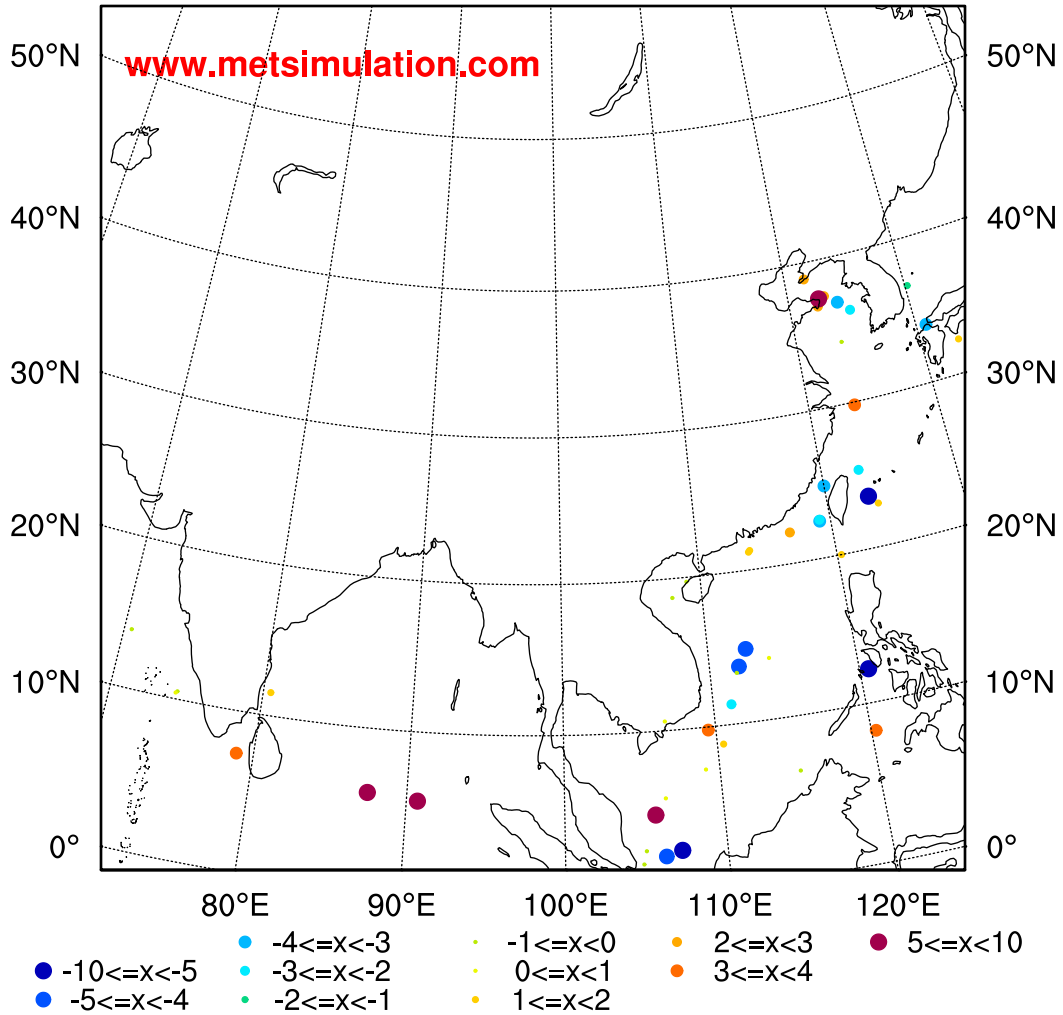 50°N 50°N
www.metsimulation.com
40°N 40°N
30°N 30°N
20°N 20°N
10°N 10°N
0° 0°
80°E 90°E 100°E 110°E 120°E
-4<=x<-3 -1<=x<0 2<=x<3 5<=x<10
-10<=x<-5 -3<=x<-2 0<=x<1 3<=x<4
-5<=x<-4 -2<=x<-1 1<=x<2